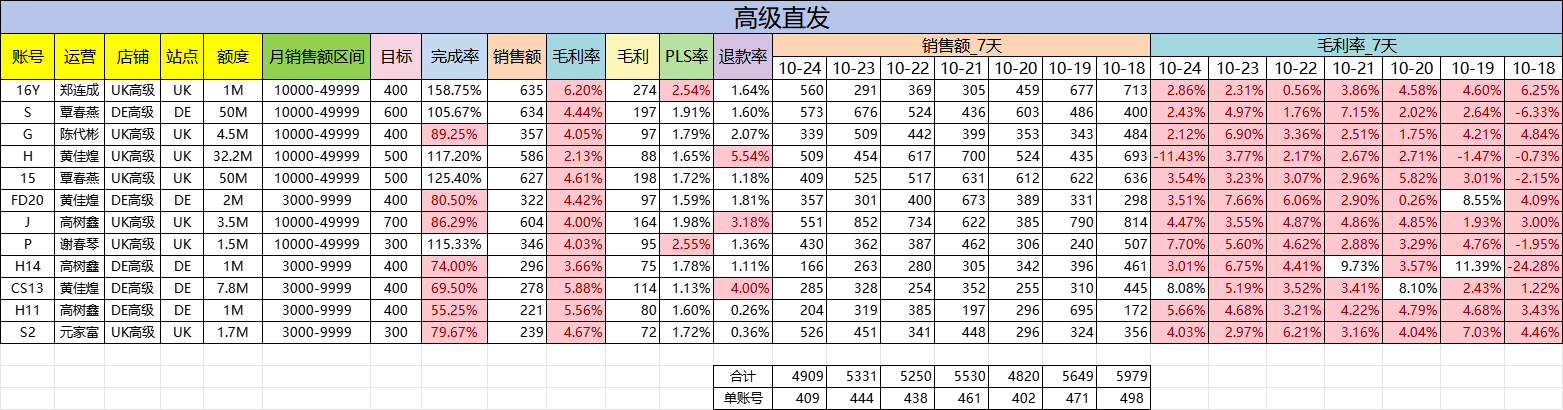 高级直发
账号 运营 店铺 站点 额度 月销售额区间 目标 完成率 销售额 毛利率 毛利 PLS率 退款率 销售额_7天 毛利率_7天
10-24 10-23 10-22 10-21 10-20 10-19 10-18 10-24 10-23 10-22 10-21 10-20 10-19 10-18
16Y 郑连成 UK高级 UK 1M 10000-49999 400 158.75% 635 6.20% 274 2.54% 1.64% 560 291 369 305 459 677 713 2.86% 2.31% 0.56% 3.86% 4.58% 4.60% 6.25%
S 覃春燕 DE高级 DE 50M 10000-49999 600 105.67% 634 4.44% 197 1.91% 1.60% 573 676 524 436 603 486 400 2.43% 4.97% 1.76% 7.15% 2.02% 2.64% -6.33%
G 陈代彬 UK高级 UK 4.5M 10000-49999 400 89.25% 357 4.05% 97 1.79% 2.07% 339 509 442 399 353 343 484 2.12% 6.90% 3.36% 2.51% 1.75% 4.21% 4.84%
H 黄佳煌 UK高级 UK 32.2M 10000-49999 500 117.20% 586 2.13% 88 1.65% 5.54% 509 454 617 700 524 435 693 -11.43% 3.77% 2.17% 2.67% 2.71% -1.47% -0.73%
15 覃春燕 UK高级 UK 50M 10000-49999 500 125.40% 627 4.61% 198 1.72% 1.18% 409 525 517 631 612 622 636 3.54% 3.23% 3.07% 2.96% 5.82% 3.01% -2.15%
FD20 黄佳煌 DE高级 DE 2M 3000-9999 400 80.50% 322 4.42% 97 1.59% 1.81% 357 301 400 673 389 331 298 3.51% 7.66% 6.06% 2.90% 0.26% 8.55% 4.09%
J 高树鑫 UK高级 UK 3.5M 10000-49999 700 86.29% 604 4.00% 164 1.98% 3.18% 551 852 734 622 385 790 814 4.47% 3.55% 4.87% 4.86% 4.85% 1.93% 3.00%
P 谢春琴 UK高级 UK 1.5M 10000-49999 300 115.33% 346 4.03% 95 2.55% 1.36% 430 362 387 462 306 240 507 7.70% 5.60% 4.62% 2.88% 3.29% 4.76% -1.95%
H14 高树鑫 DE高级 DE 1M 3000-9999 400 74.00% 296 3.66% 75 1.78% 1.11% 166 263 280 305 342 396 461 3.01% 6.75% 4.41% 9.73% 3.57% 11.39% -24.28%
CS13 黄佳煌 DE高级 DE 7.8M 3000-9999 400 69.50% 278 5.88% 114 1.13% 4.00% 285 328 254 352 255 310 445 8.08% 5.19% 3.52% 3.41% 8.10% 2.43% 1.22%
H11 高树鑫 DE高级 DE 1M 3000-9999 400 55.25% 221 5.56% 80 1.60% 0.26% 204 319 385 197 296 695 172 5.66% 4.68% 3.21% 4.22% 4.79% 4.68% 3.43%
S2 元家富 UK高级 UK 1.7M 3000-9999 300 79.67% 239 4.67% 72 1.72% 0.36% 526 451 341 448 296 324 356 4.03% 2.97% 6.21% 3.16% 4.04% 7.03% 4.46%
合计 4909 5331 5250 5530 4820 5649 5979
单账号 409 444 438 461 402 471 498